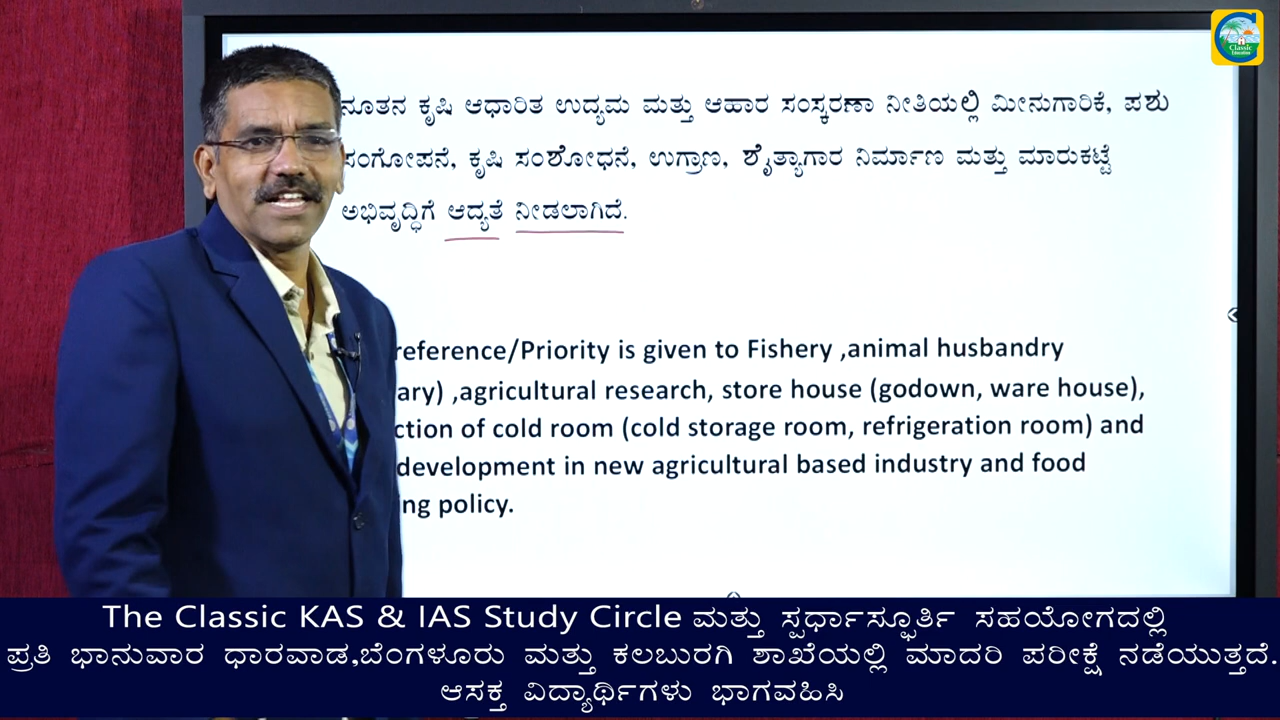 Classic
Education
ನೂತನ ಕೃಷಿ ಆಧಾರಿತ ಉದ್ಯಮ ಮತ್ತು ಆಹಾರ ಸಂಸ್ಕರಣಾ ನೀತಿಯಲ್ಲಿ ಮೀನುಗಾರಿಕೆ, ಪಶು
ಸಂಗೋಪನೆ, ಕೃಷಿ ಸಂಶೋಧನೆ, ಉಗ್ರಾಣ, ಶೈತ್ಯಾಗಾರ ನಿರ್ಮಾಣ ಮತ್ತು ಮಾರುಕಟ್ಟೆ
ಅಭಿವೃದ್ಧಿಗೆ ಆದ್ಯತೆ ನೀಡಲಾಗಿದೆ.
reference/Priority is given to Fishery ,animal husbandry
ary) ,agricultural research, store house (godown, ware house),
ction of cold room (cold storage room, refrigeration room) and
development in new agricultural based industry and food
ing policy.
The Classic KAS & IAS Study Circle ಮತ್ತು ಸ್ಪರ್ಧಾಸ್ಫೂರ್ತಿ ಸಹಯೋಗದಲ್ಲಿ
ಪ್ರತಿ ಭಾನುವಾರ ಧಾರವಾಡ,ಬೆಂಗಳೂರು ಮತ್ತು ಕಲಬುರಗಿ ಶಾಖೆಯಲ್ಲಿ ಮಾದರಿ ಪರೀಕ್ಷೆ ನಡೆಯುತ್ತದೆ.
ಆಸಕ್ತ ವಿದ್ಯಾರ್ಥಿಗಳು ಭಾಗವಹಿಸಿ